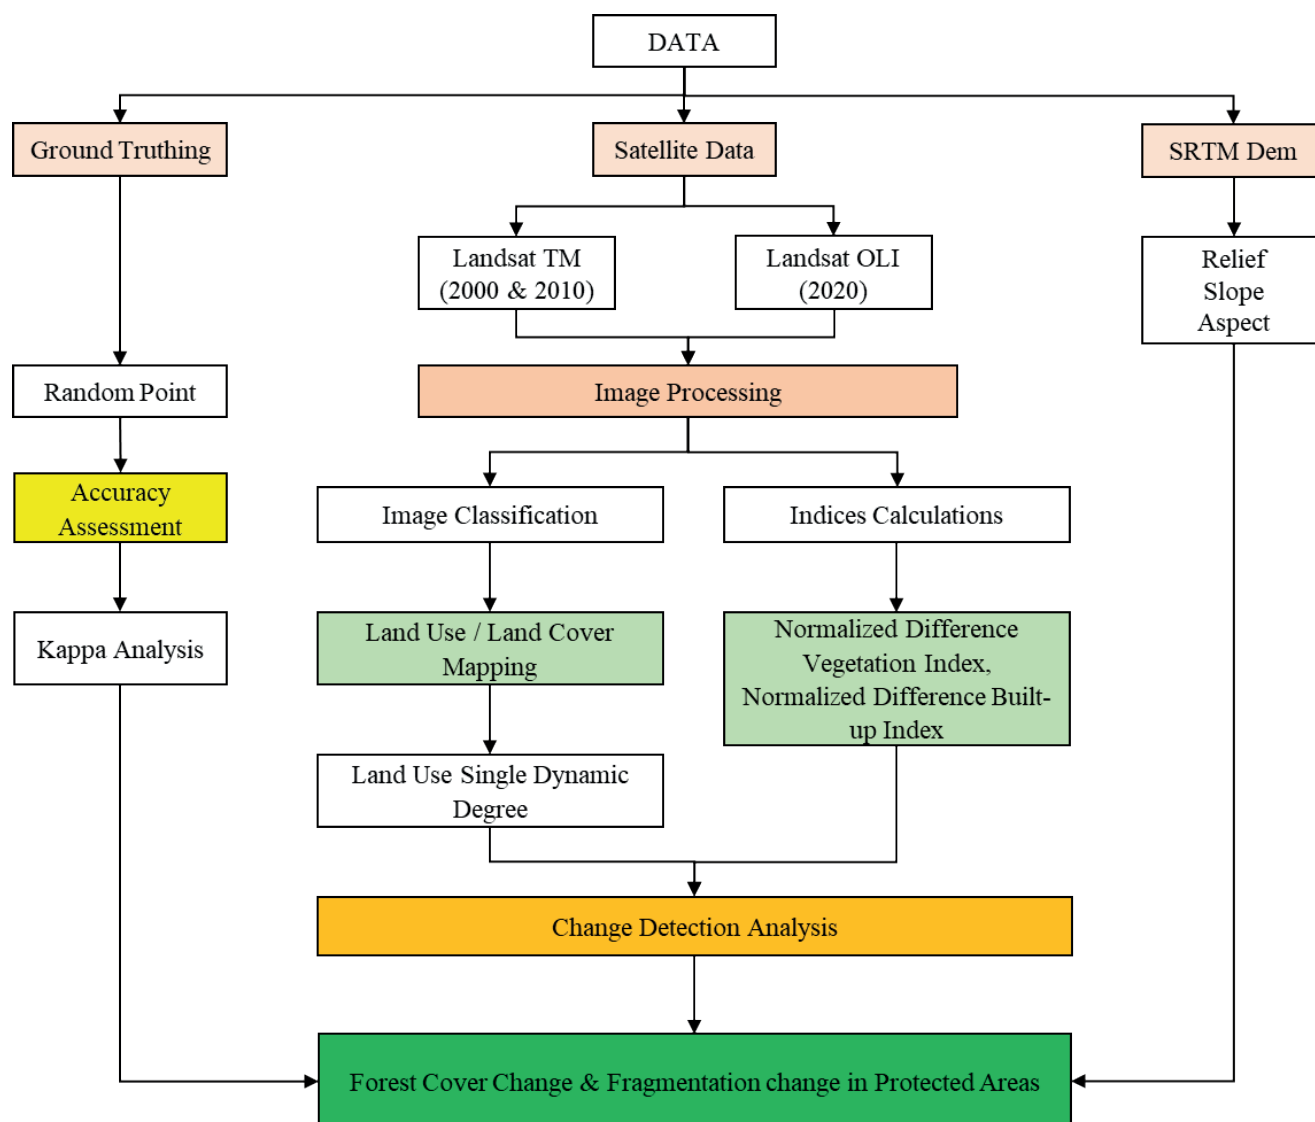 DATA
Ground Truthing
Satellite Data
SRTM Dem
Landsat TM
(2000 & 2010)
Landsat OLI
(2020)
Relief
Slope
Aspect
Random Point
Image Processing
Accuracy
Assessment
Image Classification
Indices Calculations
Kappa Analysis
Land Use / Land Cover
Mapping
Normalized Difference
Vegetation Index,
Normalized Difference Built-
up Index
Land Use Single Dynamic
Degree
Change Detection Analysis
Forest Cover Change & Fragmentation change in Protected Areas